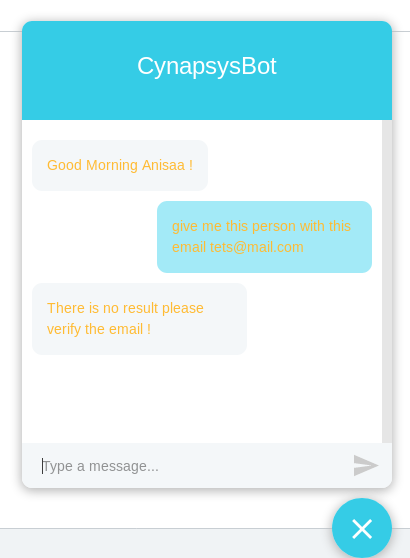 CynapsysBot
Good Morning Anisaa !
give me this person with this
email tets@mail.com
There is no result please
verify the email !
Type a message...